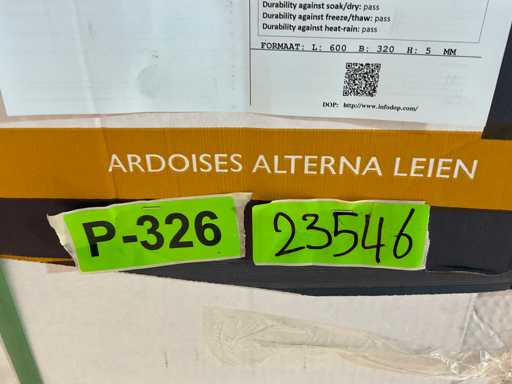 Durability against soak/dry: pass
Durability against freeze/thaw: pass
Durability against heat-rain: pass
FORMAAT: L: 600 B: 320 H: 5 MM
DOP: http://www.infodop.com/
ARDOISES ALTERNA LEIEN
P-326
23546